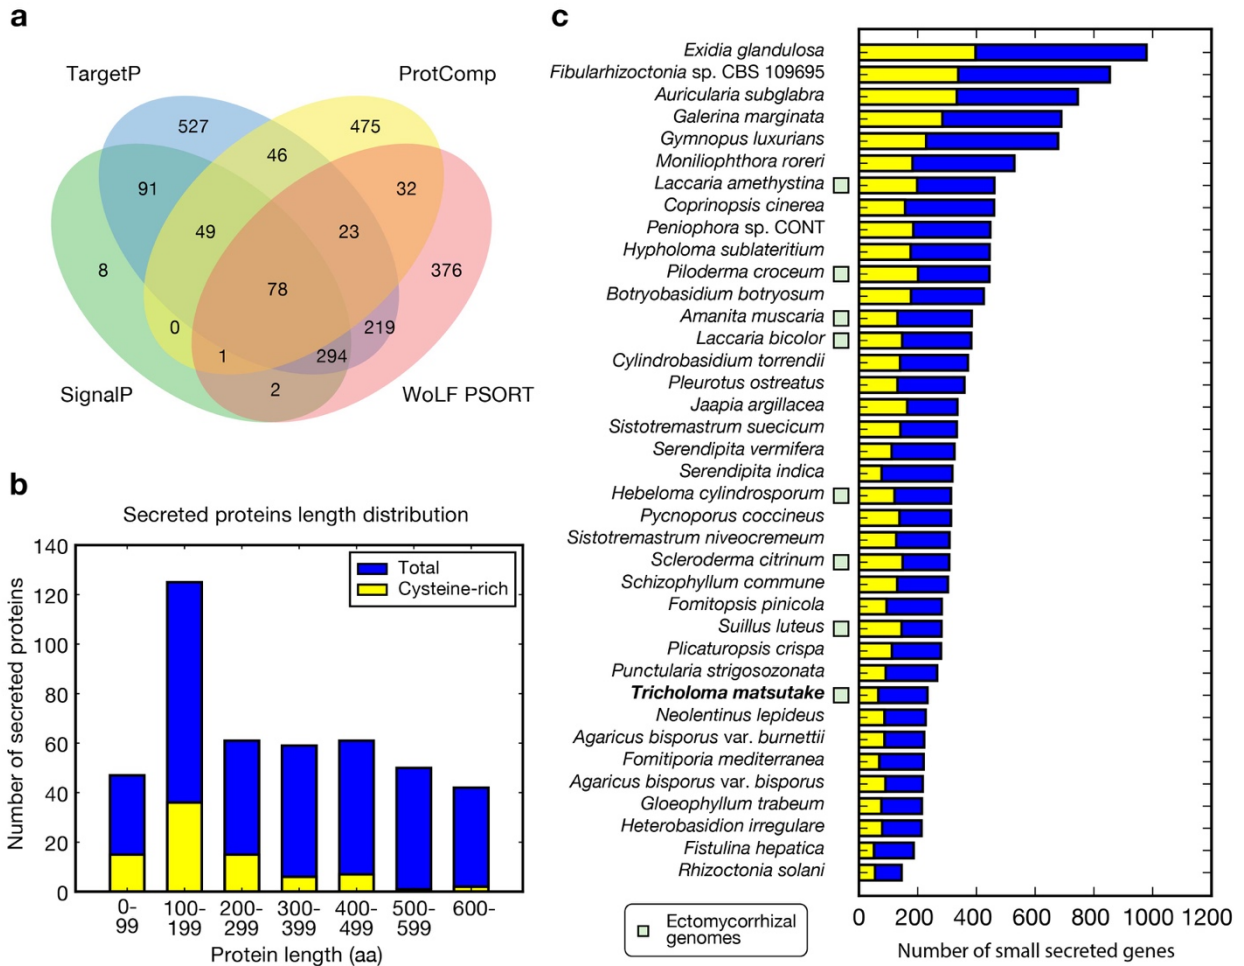 a
TargetP
ProtComp
527
475
46
91
32
49
23
8
376
78
0
219
1
294
2
SignalP
WoLF PSORT
b
Secreted proteins length distribution
Number of secreted proteins
140
120
100
80
60
40
20
0
Total
Cysteine-rich
0-
99
100-
199
200-
299
300-
399
400-
499
500-
599
600-
Protein length (aa)
c
Exidia glandulosa
Fibularhizoctonia sp. CBS 109695
Auricularia subglabra
Galerina marginata
Gymnopus luxurians
Moniliophthora roreri
Laccaria amethystina
Coprinopsis cinerea
Peniophora sp. CONT
Hypholoma sublateritium
Piloderma croceum
Botryobasidium botryosum
Amanita muscaria
Laccaria bicolor
Cylindrobasidium torrendii
Pleurotus ostreatus
Jaapia argillacea
Sistotremastrum suecicum
Serendipita vermifera
Serendipita indica
Hebeloma cylindrosporum
Pycnoporus coccineus
Sistotremastrum niveocremeum
Scleroderma citrinum
Schizophyllum commune
Fomitopsis pinicola
Suillus luteus
Plicaturopsis crispa
Punctularia strigosozonata
Tricholoma matsutake
Neolentinus lepideus
Agaricus bisporus var. burnettii
Fomitiporia mediterranea
Agaricus bisporus var. bisporus
Gloeophyllum trabeum
Heterobasidion irregulare
Fistulina hepatica
Rhizoctonia solani
0 200 400 600 800 1000 1200
Number of small secreted genes
Ectomycorrhizal
genomes